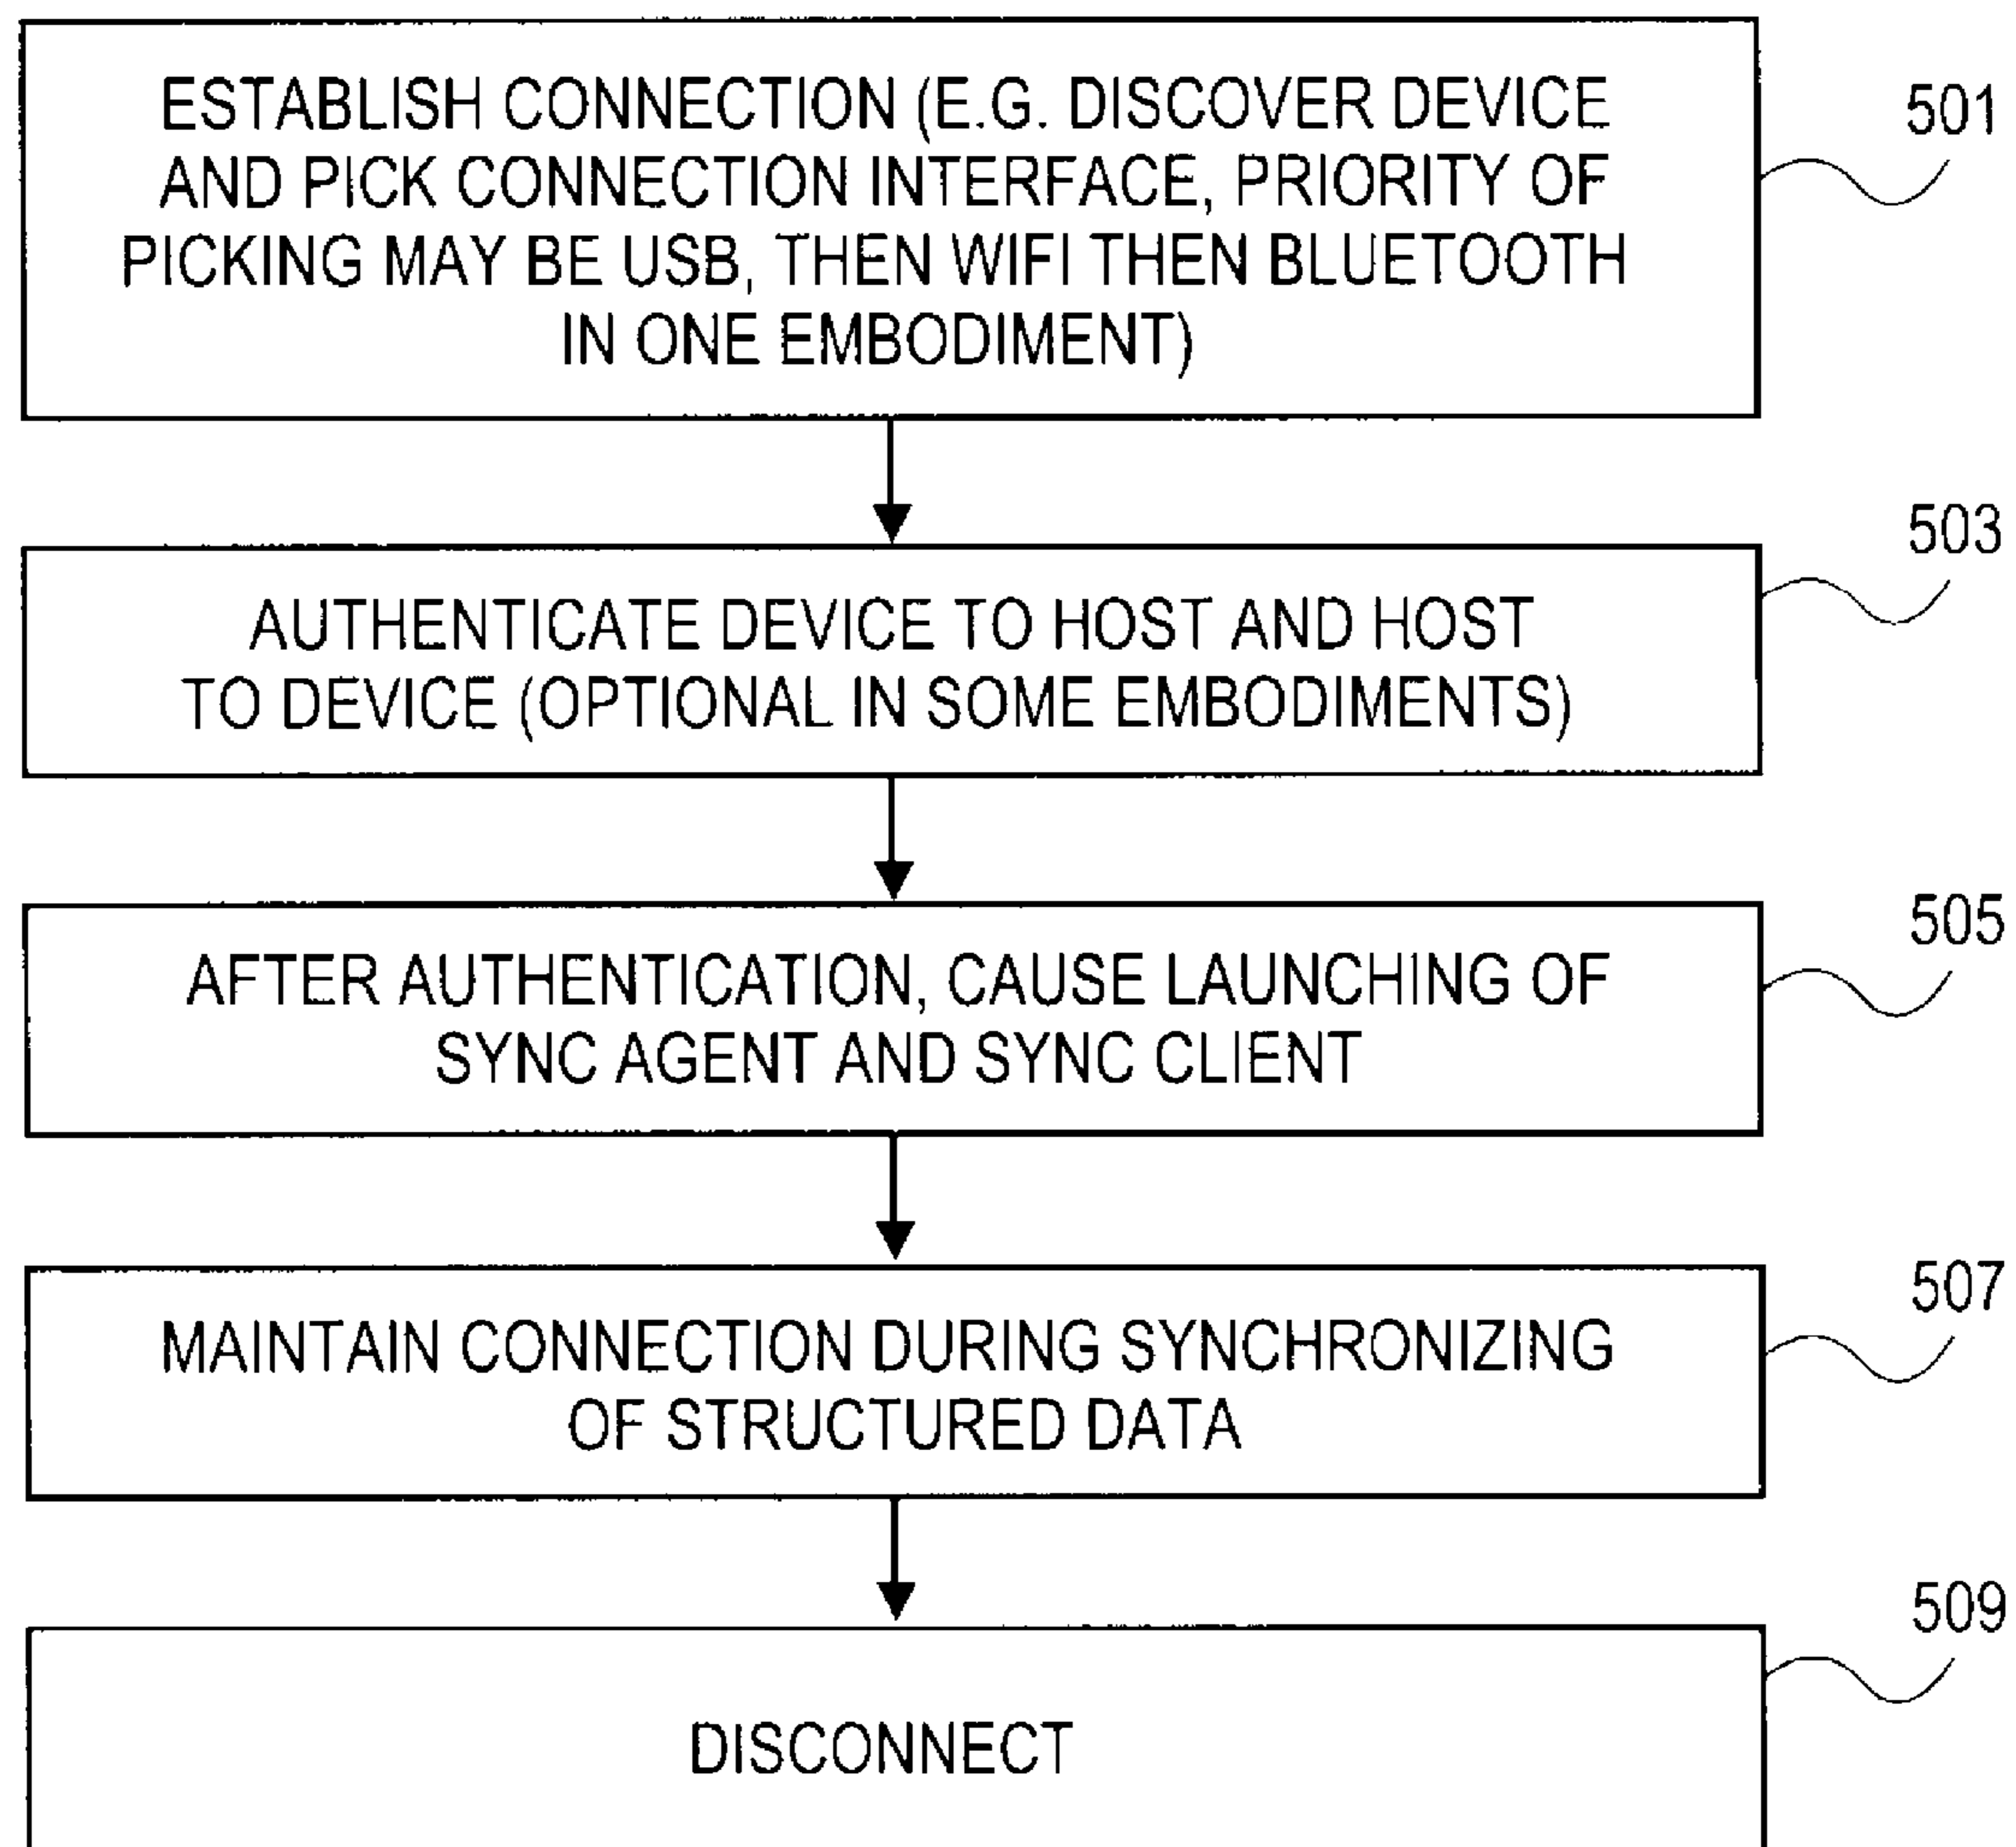 ESTABLISH CONNECTION (E.G. DISCOVER DEVICE
AND PICK CONNECTION INTERFACE, PRIORITY OF
PICKING MAY BE USB, THEN WIFI THEN BLUETOOTH
IN ONE EMBODIMENT)
501
AUTHENTICATE DEVICE TO HOST AND HOST
TO DEVICE (OPTIONAL IN SOME EMBODIMENTS)
503
AFTER AUTHENTICATION, CAUSE LAUNCHING OF
SYNC AGENT AND SYNC CLIENT
505
MAINTAIN CONNECTION DURING SYNCHRONIZING
OF STRUCTURED DATA
507
DISCONNECT
509